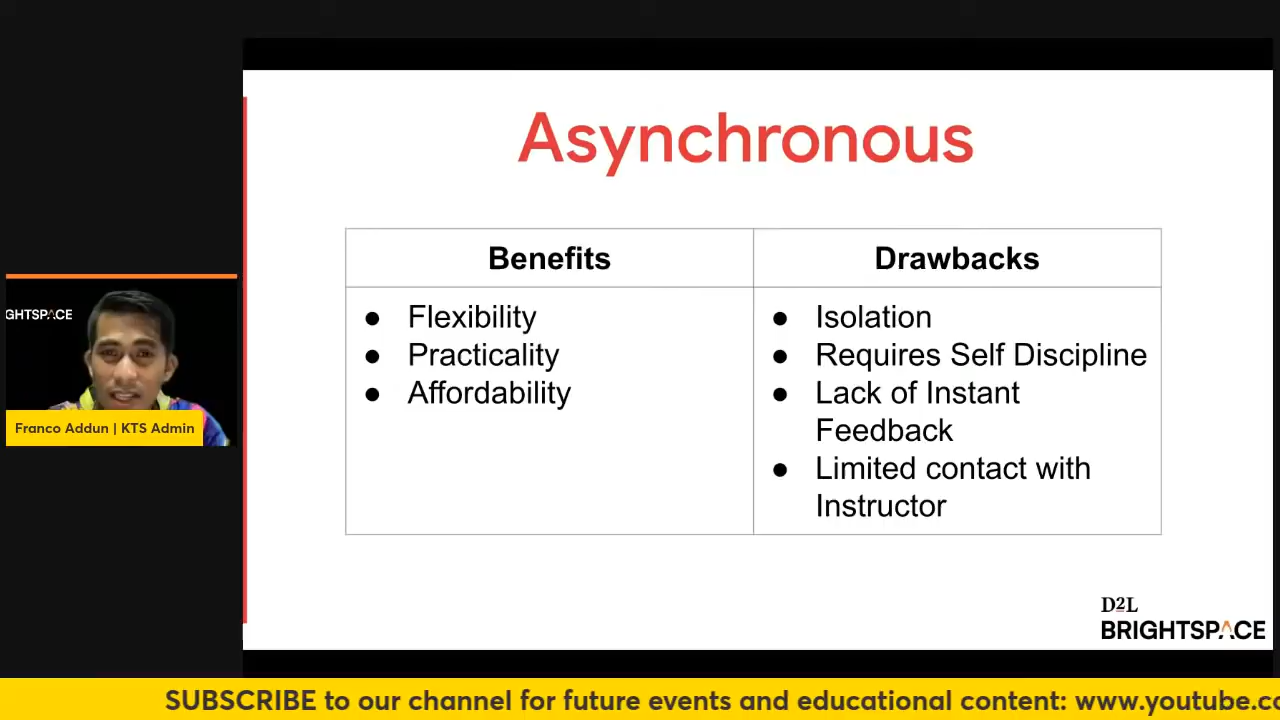 Asynchronous
Benefits
Drawbacks
● Flexibility
● Practicality
● Affordability
● Isolation
● Requires Self Discipline
● Lack of Instant
Feedback
● Limited contact with
Instructor
GHTSPACE
Franco Addun | KTS Admin
D2L
BRIGHTSPACE
SUBSCRIBE to our channel for future events and educational content: www.youtube.c